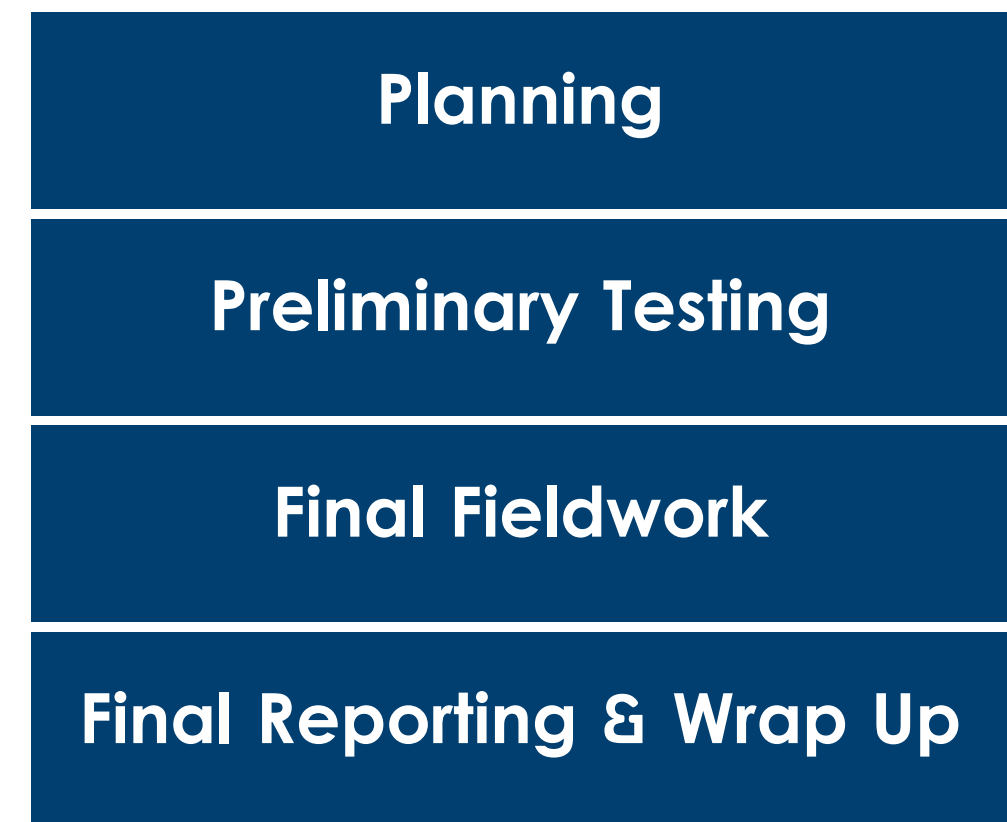 Planning
Preliminary Testing
Final Fieldwork
Final Reporting & Wrap Up